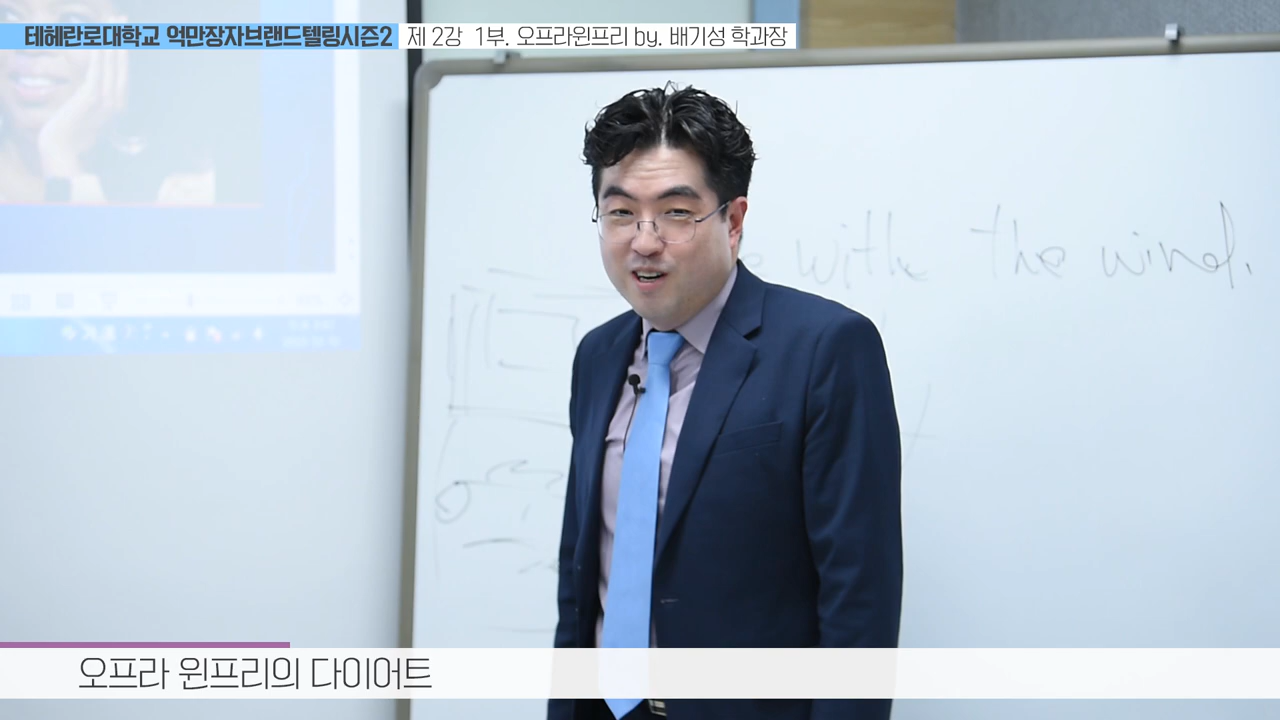 테헤란로대학교 억만장자브랜드텔링시즌2 제 2강 1부. 오프라윈프리 by. 배기성 학과장
with the wind.
오프라 윈프리의 다이어트